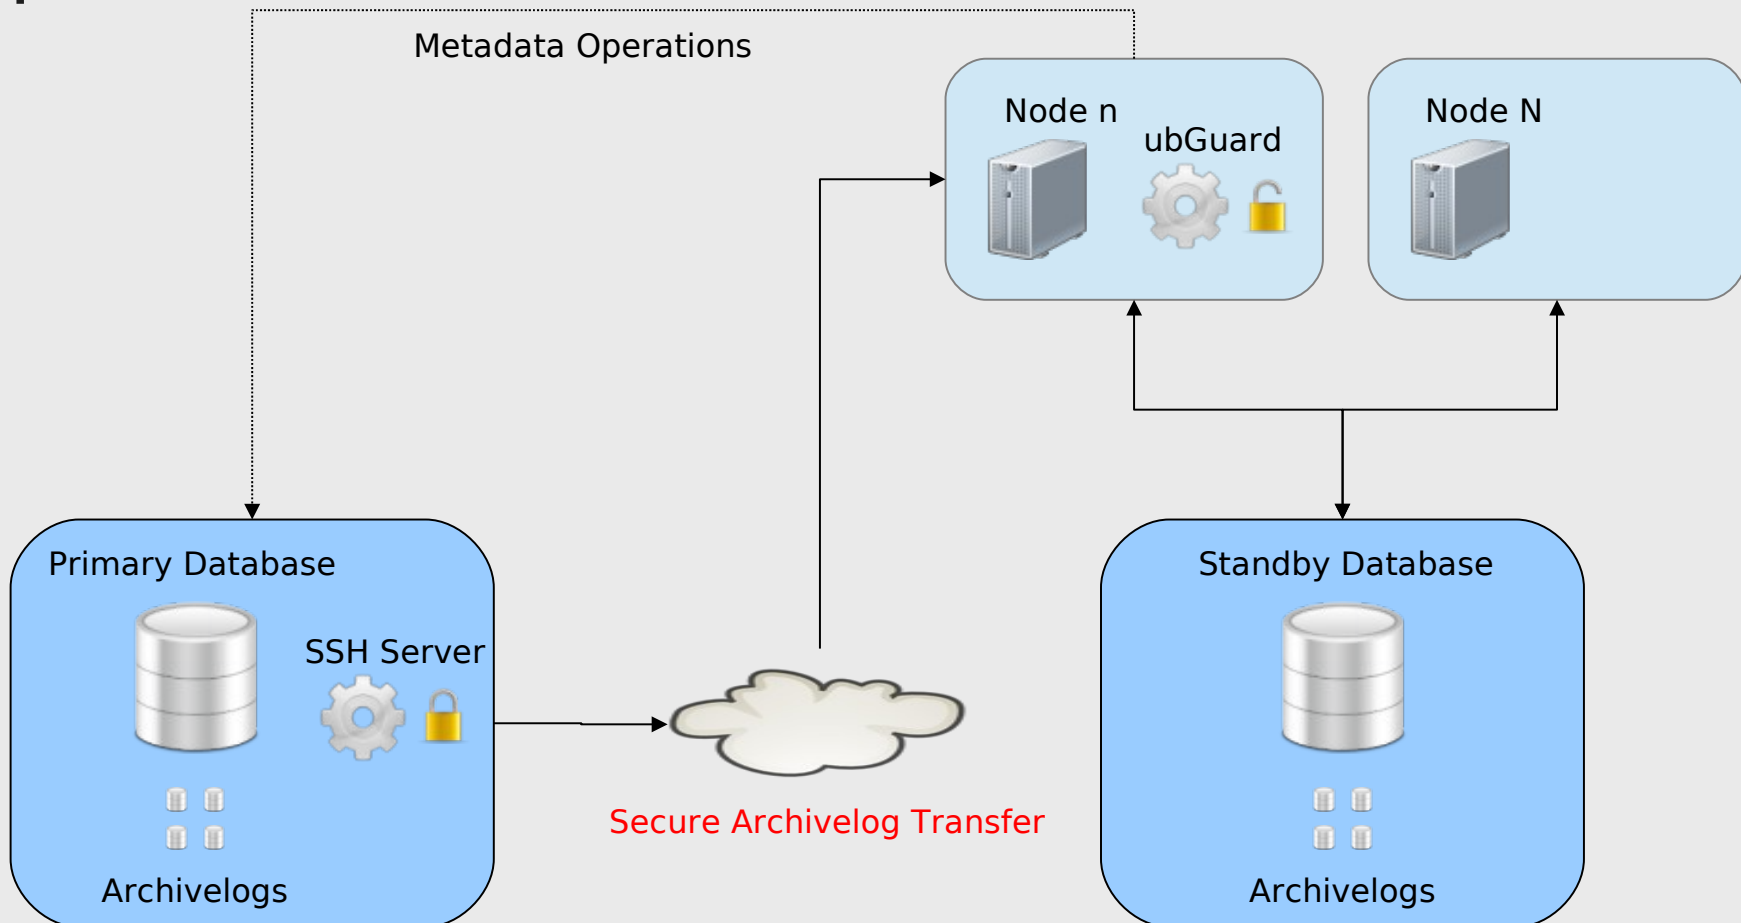 Metadata Operations
Node n
ubGuard
Node N
Primary Database
SSH Server
Archivelogs
Secure Archivelog Transfer
Standby Database
Archivelogs